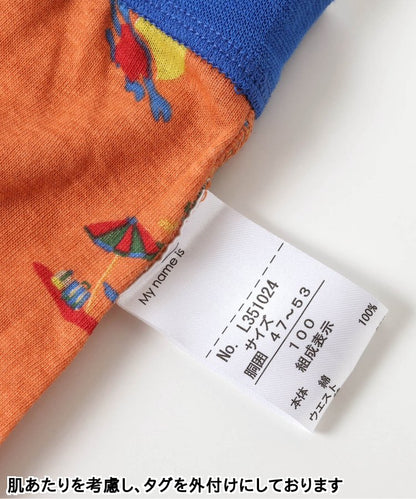 My name is
No. L351024
サイズ
胴囲 47～53
100
組成表示
本体 綿 100%
ウエスト
肌あたりを考慮し、タグを外付けにしております